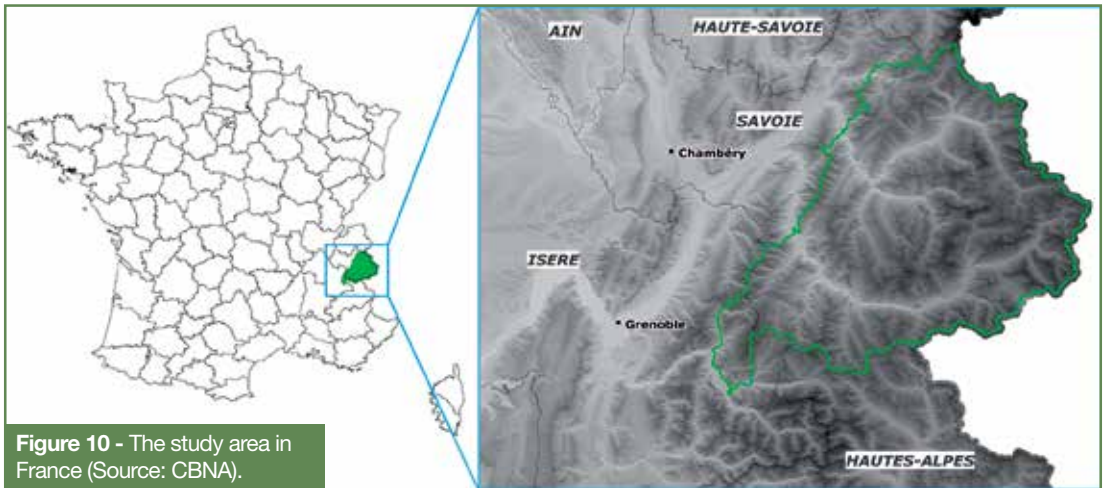 AIN
HAUTE-SAVOIE
SAVOIE
Chambéry
ISERE
Grenoble
HAUTES-ALPES
Figure 10 - The study area in
France (Source: CBNA).